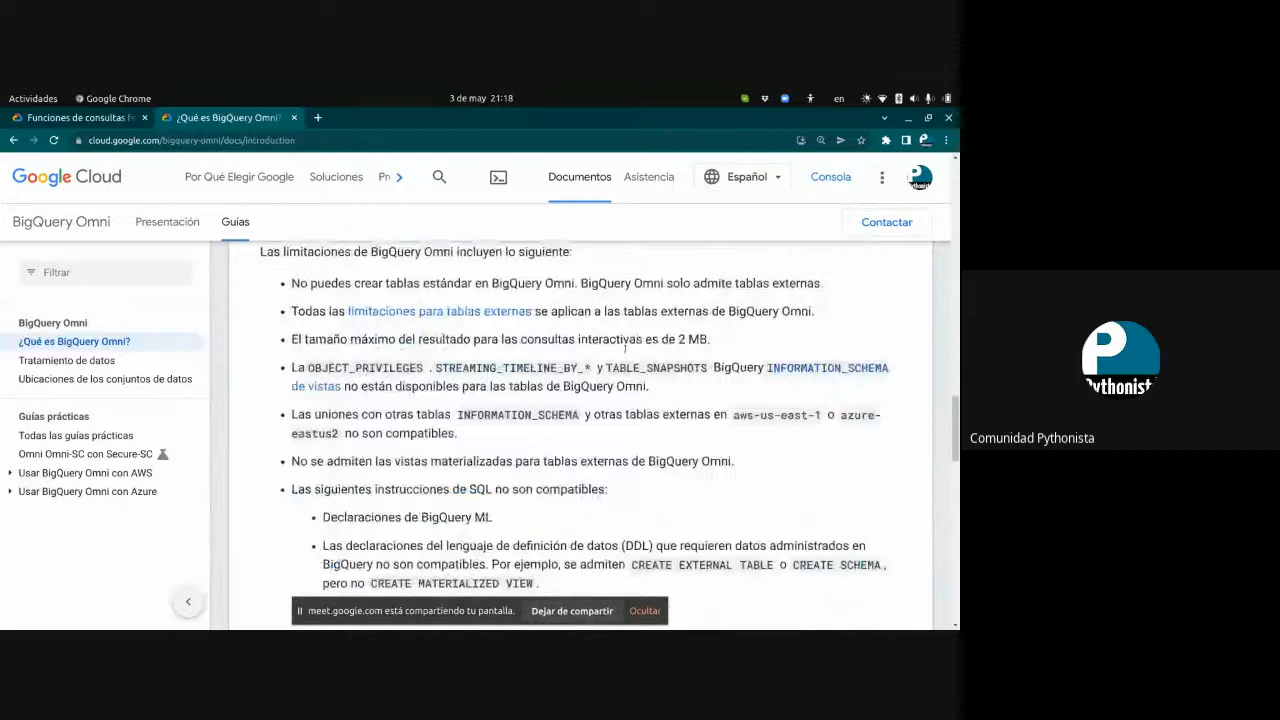 Actividades Google Chrome 3 de may 21:18 en
Funciones de consultas fe ¿Qué es BigQuery Omni?
cloud.google.com/bigquery-omni/docs/introduction
Google Cloud Por Qué Elegir Google Soluciones Pr Documentos Asistencia Español Consola
BigQuery Omni Presentación Guías Contactar
Filtrar
BigQuery Omni
¿Qué es BigQuery Omni?
Tratamiento de datos
Ubicaciones de los conjuntos de datos
Guías prácticas
Todas las guías prácticas
Omni Omni-SC con Secure-SC
Usar BigQuery Omni con AWS
Usar BigQuery Omni con Azure
Las limitaciones de BigQuery Omni incluyen lo siguiente:
No puedes crear tablas estándar en BigQuery Omni. BigQuery Omni solo admite tablas externas.
Todas las limitaciones para tablas externas se aplican a las tablas externas de BigQuery Omni.
El tamaño máximo del resultado para las consultas interactivas es de 2 MB.
La OBJECT_PRIVILEGES . STREAMING_TIMELINE_BY_* y TABLE_SNAPSHOTS BigQuery INFORMATION_SCHEMA
de vistas no están disponibles para las tablas de BigQuery Omni.
Las uniones con otras tablas INFORMATION_SCHEMA y otras tablas externas en aws-us-east-1 o azure-
eastus2 no son compatibles.
No se admiten las vistas materializadas para tablas externas de BigQuery Omni.
Las siguientes instrucciones de SQL no son compatibles:
Declaraciones de BigQuery ML
Las declaraciones del lenguaje de definición de datos (DDL) que requieren datos administrados en
BigQuery no son compatibles. Por ejemplo, se admiten CREATE EXTERNAL TABLE o CREATE SCHEMA,
pero no CREATE MATERIALIZED VIEW.
meet.google.com está compartiendo tu pantalla. Dejar de compartir Ocultar
Pythonist
Comunidad Pythonista